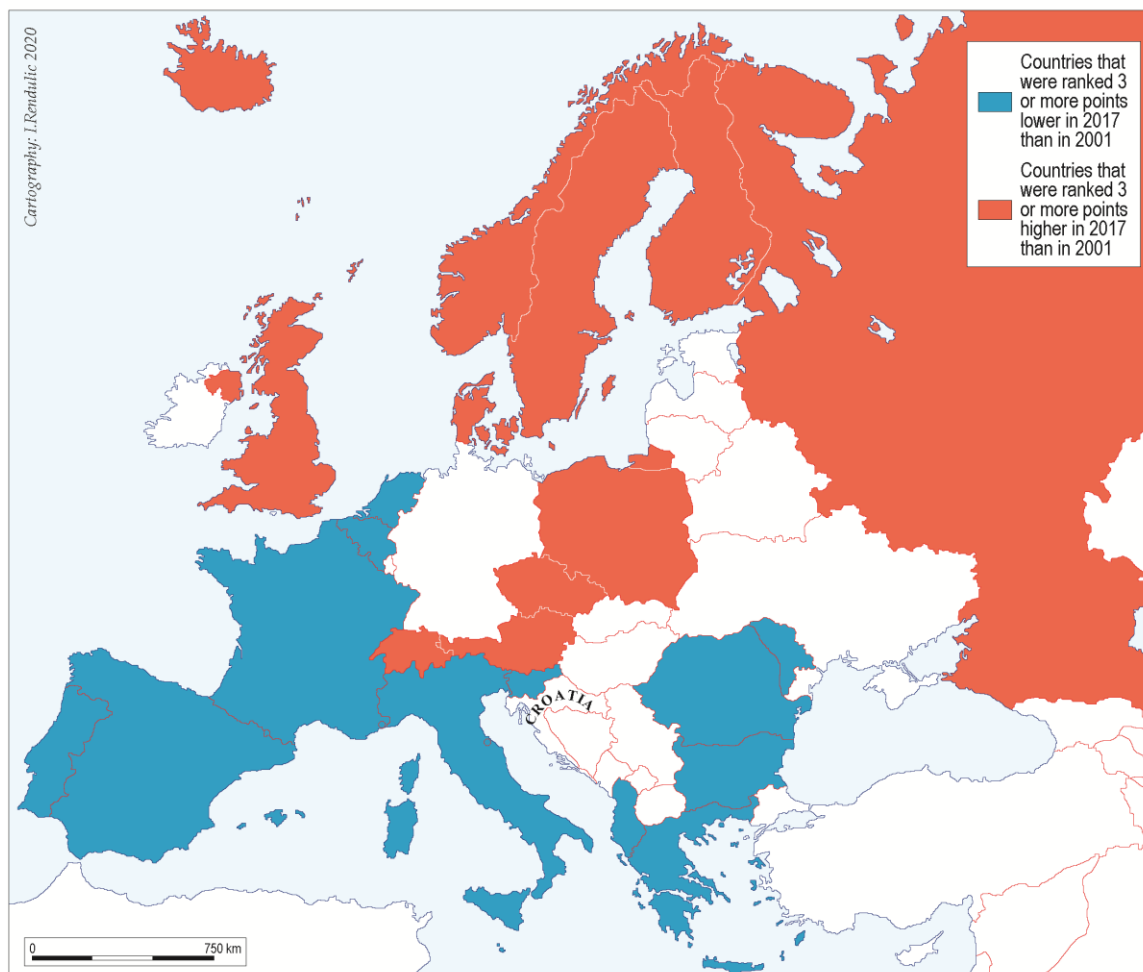 Cartography: I.Rendulic 2020
Countries that
were ranked 3
or more points
lower in 2017
than in 2001
Countries that
were ranked 3
or more points
higher in 2017
than in 2001
CROATIA
0 750 km